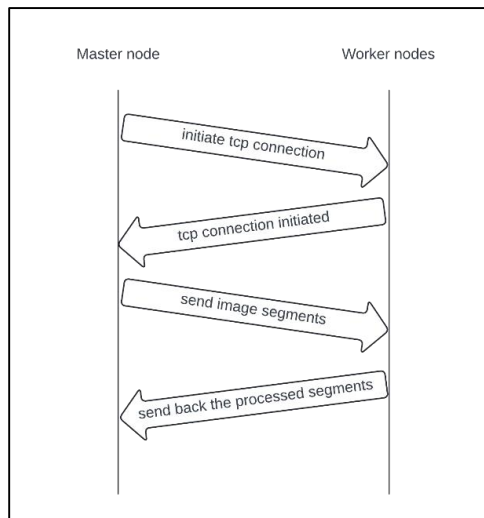 Master node
Worker nodes
initiate tcp connection
tcp connection initiated
send image segments
send back the processed segments